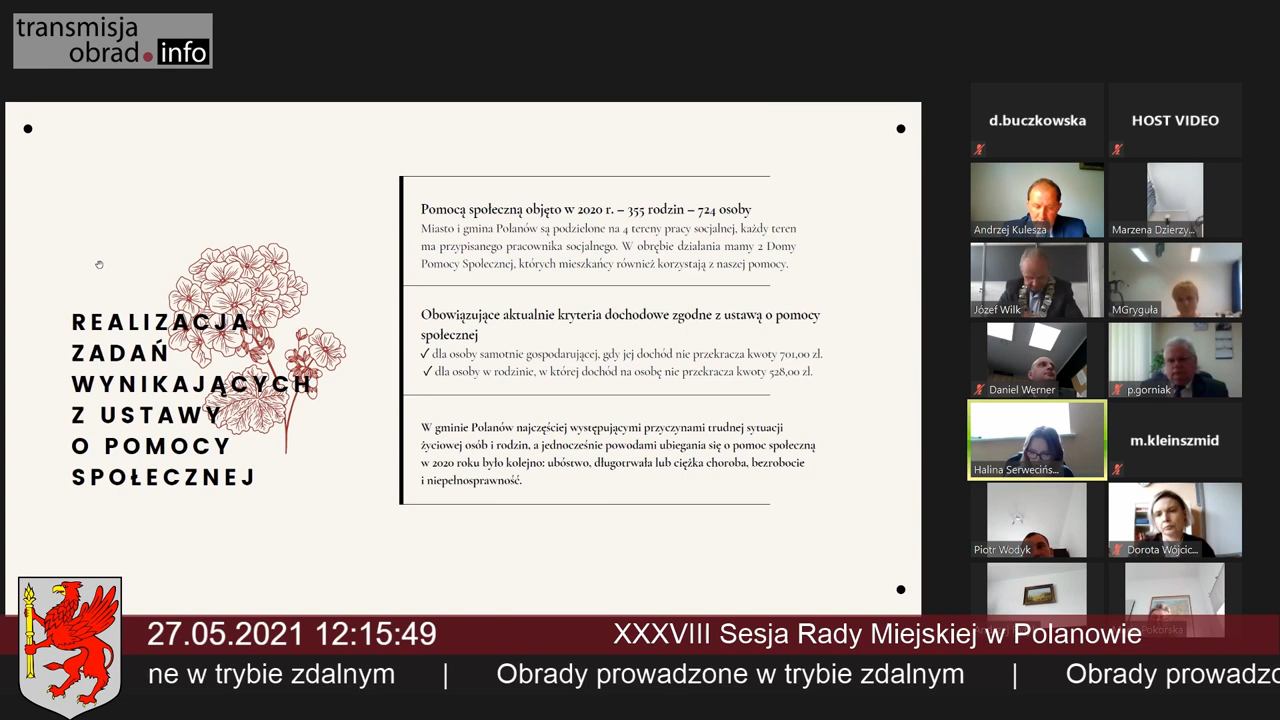 transmisja
obrad.info
REALIZACJA
ZADAŃ
WYNIKAJĄCYCH
Z USTAWY
O POMOCY
SPOŁECZNEJ
Pomocą społeczną objęto w 2020 r. – 355 rodzin – 724 osoby
Miasto i gmina Polanów są podzielone na 4 tereny pracy socjalnej, każdy teren
ma przypisanego pracownika socjalnego. W obrębie działania mamy 2 Domy
Pomocy Społecznej, których mieszkańcy również korzystają z naszej pomocy.
Obowiązujące aktualnie kryteria dochodowe zgodne z ustawą o pomocy
społecznej
✓ dla osoby samotnie gospodarującej, gdy jej dochód nie przekracza kwoty 701,00 zł.
✓ dla osoby w rodzinie, w której dochód na osobę nie przekracza kwoty 528,00 zł.
W gminie Polanów najczęściej występującymi przyczynami trudnej sytuacji
życiowej osób i rodzin, a jednocześnie powodami ubiegania się o pomoc społeczną
w 2020 roku było kolejno: ubóstwo, długotrwała lub ciężka choroba, bezrobocie
i niepełnosprawność.
d.buczkowska
HOST VIDEO
Andrzej Kulesza
Marzena Dzierzy...
Józef Wilk
MGryguła
Daniel Werner
p.gorniak
Halina Serwecińs...
m.kleinszmid
Piotr Wodyk
Dorota Wójcic...
27.05.2021 12:15:49
XXXVIII Sesja Rady Miejskiej w Polanowie
ne w trybie zdalnym | Obrady prowadzone w trybie zdalnym | Obrady prowadzo